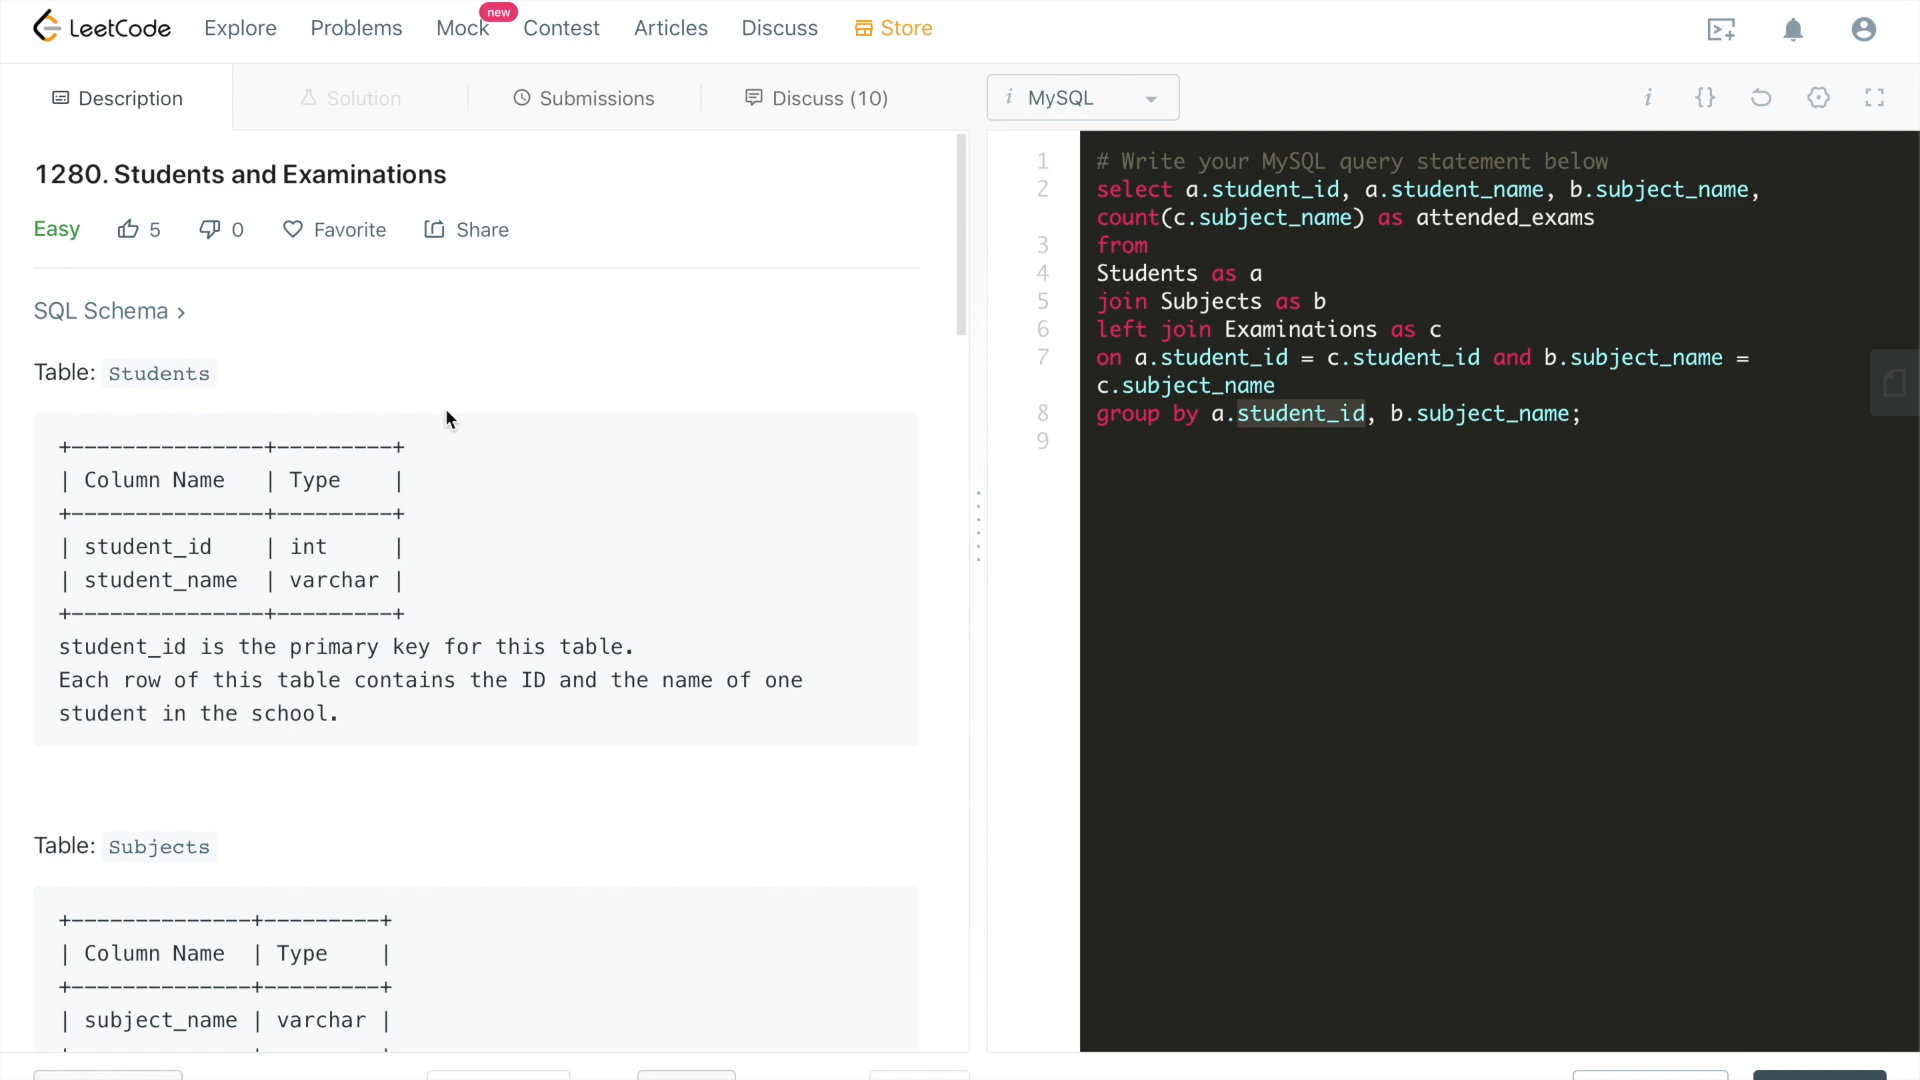 LeetCode Explore Problems Mock new Contest Articles Discuss Store
Description Solution Submissions Discuss (10)
1280. Students and Examinations
Easy 5 0 Favorite Share
SQL Schema ›
Table: Students
+---------------+---------+
| Column Name   | Type    |
+---------------+---------+
| student_id    | int     |
| student_name  | varchar |
+---------------+---------+
student_id is the primary key for this table.
Each row of this table contains the ID and the name of one
student in the school.
Table: Subjects
+--------------+---------+
| Column Name  | Type    |
+--------------+---------+
| subject_name | varchar |
i MySQL
i {}
1 # Write your MySQL query statement below
2 select a.student_id, a.student_name, b.subject_name,
count(c.subject_name) as attended_exams
3 from
4 Students as a
5 join Subjects as b
6 left join Examinations as c
7 on a.student_id = c.student_id and b.subject_name =
c.subject_name
8 group by a.student_id, b.subject_name;
9